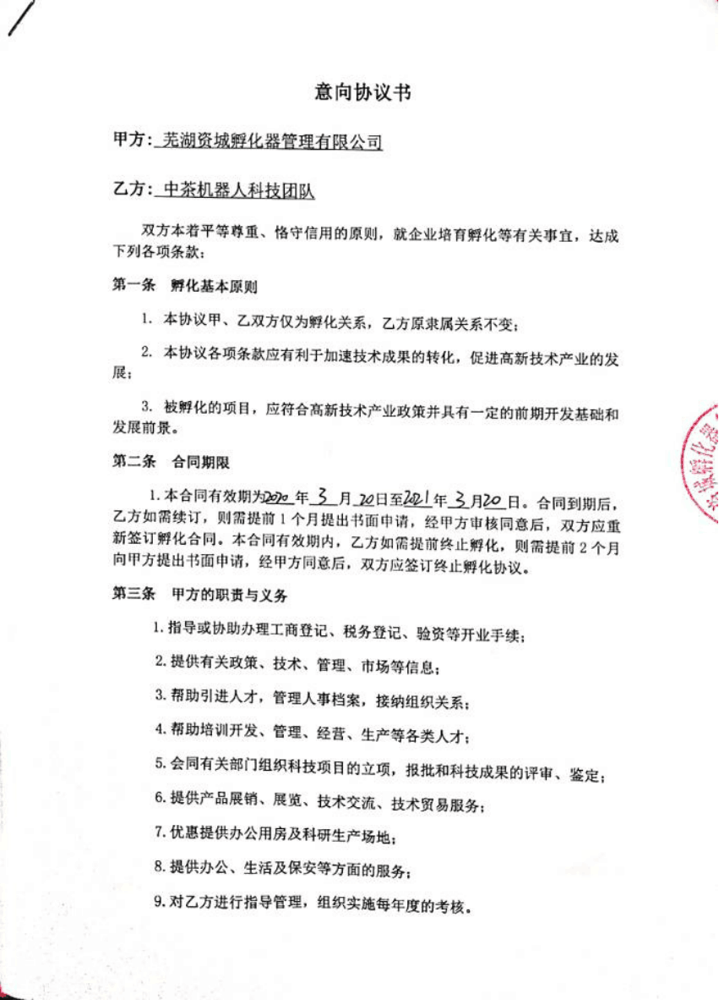 意向协议书
甲方：芜湖资城孵化器管理有限公司
乙方：中茶机器人科技团队
双方本着平等尊重、恪守信用的原则，就企业培育孵化等有关事宜，达成
下列各项条款：
第一条 孵化基本原则
1. 本协议甲、乙双方仅为孵化关系，乙方原隶属关系不变；
2. 本协议各项条款应有利于加速技术成果的转化，促进高新技术产业的发
展；
3. 被孵化的项目，应符合高新技术产业政策并具有一定的前期开发基础和
发展前景。
第二条 合同期限
1.本合同有效期为2020年 3 月 20日至2021年 3 月20 日。合同到期后，
乙方如需续订，则需提前 1 个月提出书面申请，经甲方审核同意后，双方应重
新签订孵化合同。本合同有效期内，乙方如需提前终止孵化，则需提前 2 个月
向甲方提出书面申请，经甲方同意后，双方应签订终止孵化协议。
第三条 甲方的职责与义务
1.指导或协助办理工商登记、税务登记、验资等开业手续；
2.提供有关政策、技术、管理、市场等信息；
3.帮助引进人才，管理人事档案，接纳组织关系；
4.帮助培训开发、管理、经营、生产等各类人才；
5.会同有关部门组织科技项目的立项，报批和科技成果的评审、鉴定；
6.提供产品展销、展览、技术交流、技术贸易服务；
7.优惠提供办公用房及科研生产场地；
8.提供办公、生活及保安等方面的服务；
9.对乙方进行指导管理，组织实施每年度的考核。
城孵化器